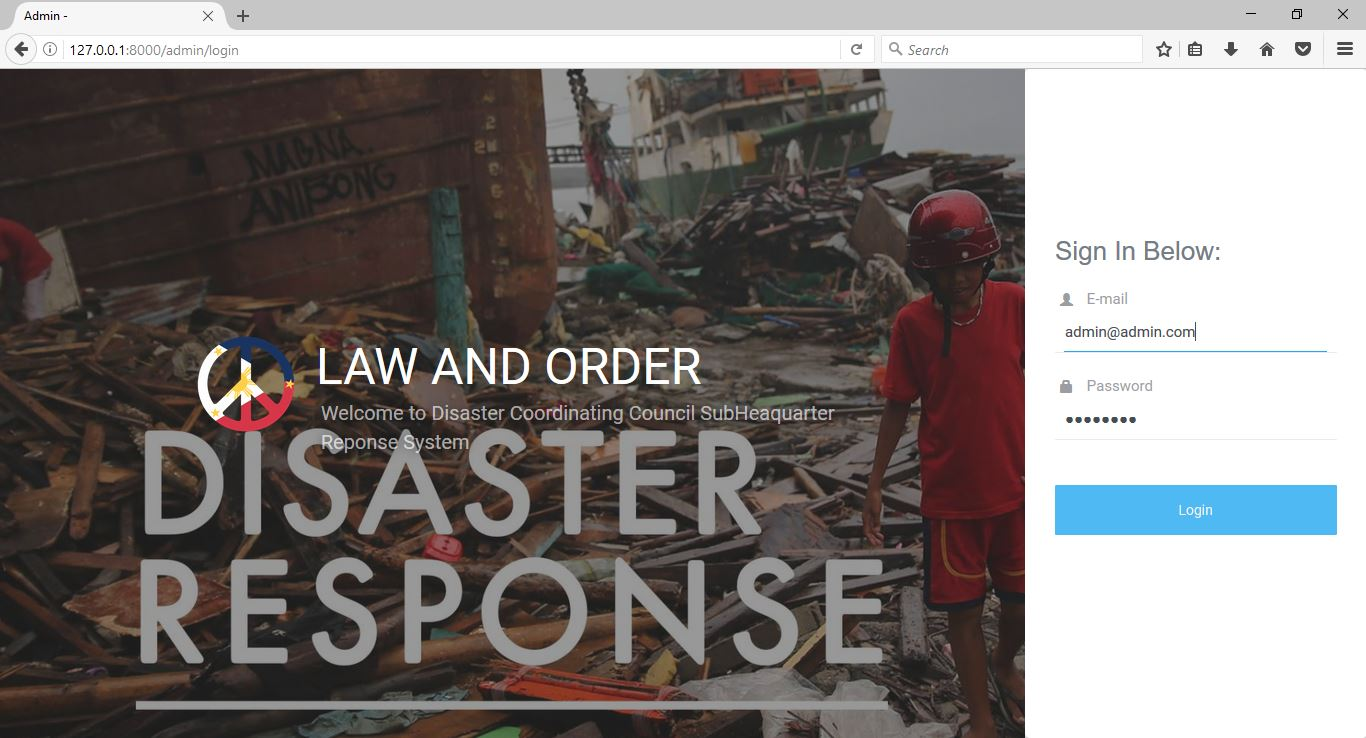 Admin -
127.0.0.1:8000/admin/login
Search
MAGNA
ANIBONG
LAW AND ORDER
Welcome to Disaster Coordinating Council SubHeaquarter
Reponse System
DISASTER
RESPONSE
Sign In Below:
E-mail
admin@admin.com
Password
••••••••
Login